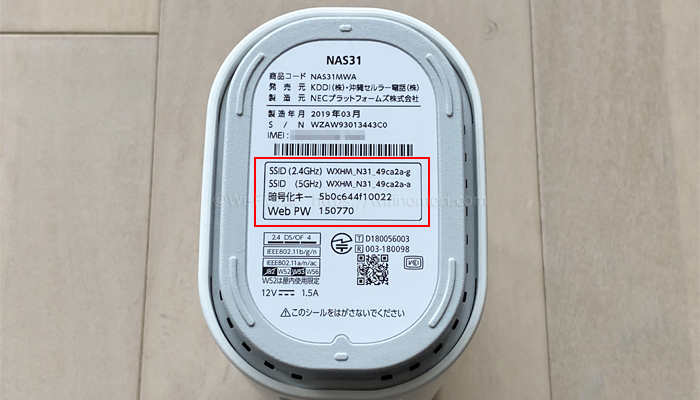 NAS31
商品コード NAS31MWA
発売元 KDDI(株)・沖縄セルラー電話(株)
製造元 NECプラットフォームズ株式会社
製造年月 2019年03月
S/N WZAW93013443C0
IMEI:
SSID (2.4GHz) WXHM_N31_49ca2a-g
SSID (5GHz) WXHM_N31_49ca2a-a
暗号化キー 5b0c644f10022
Web PW 150770
2.4 DS/OF 4
IEEE802.11b/g/n
IEEE802.11a/n/ac
J52 W52 W53 W56
W52は屋内使用限定
12V 1.5A
T D180056003
R 003-180098
VCCI
このシールをはがさないでください